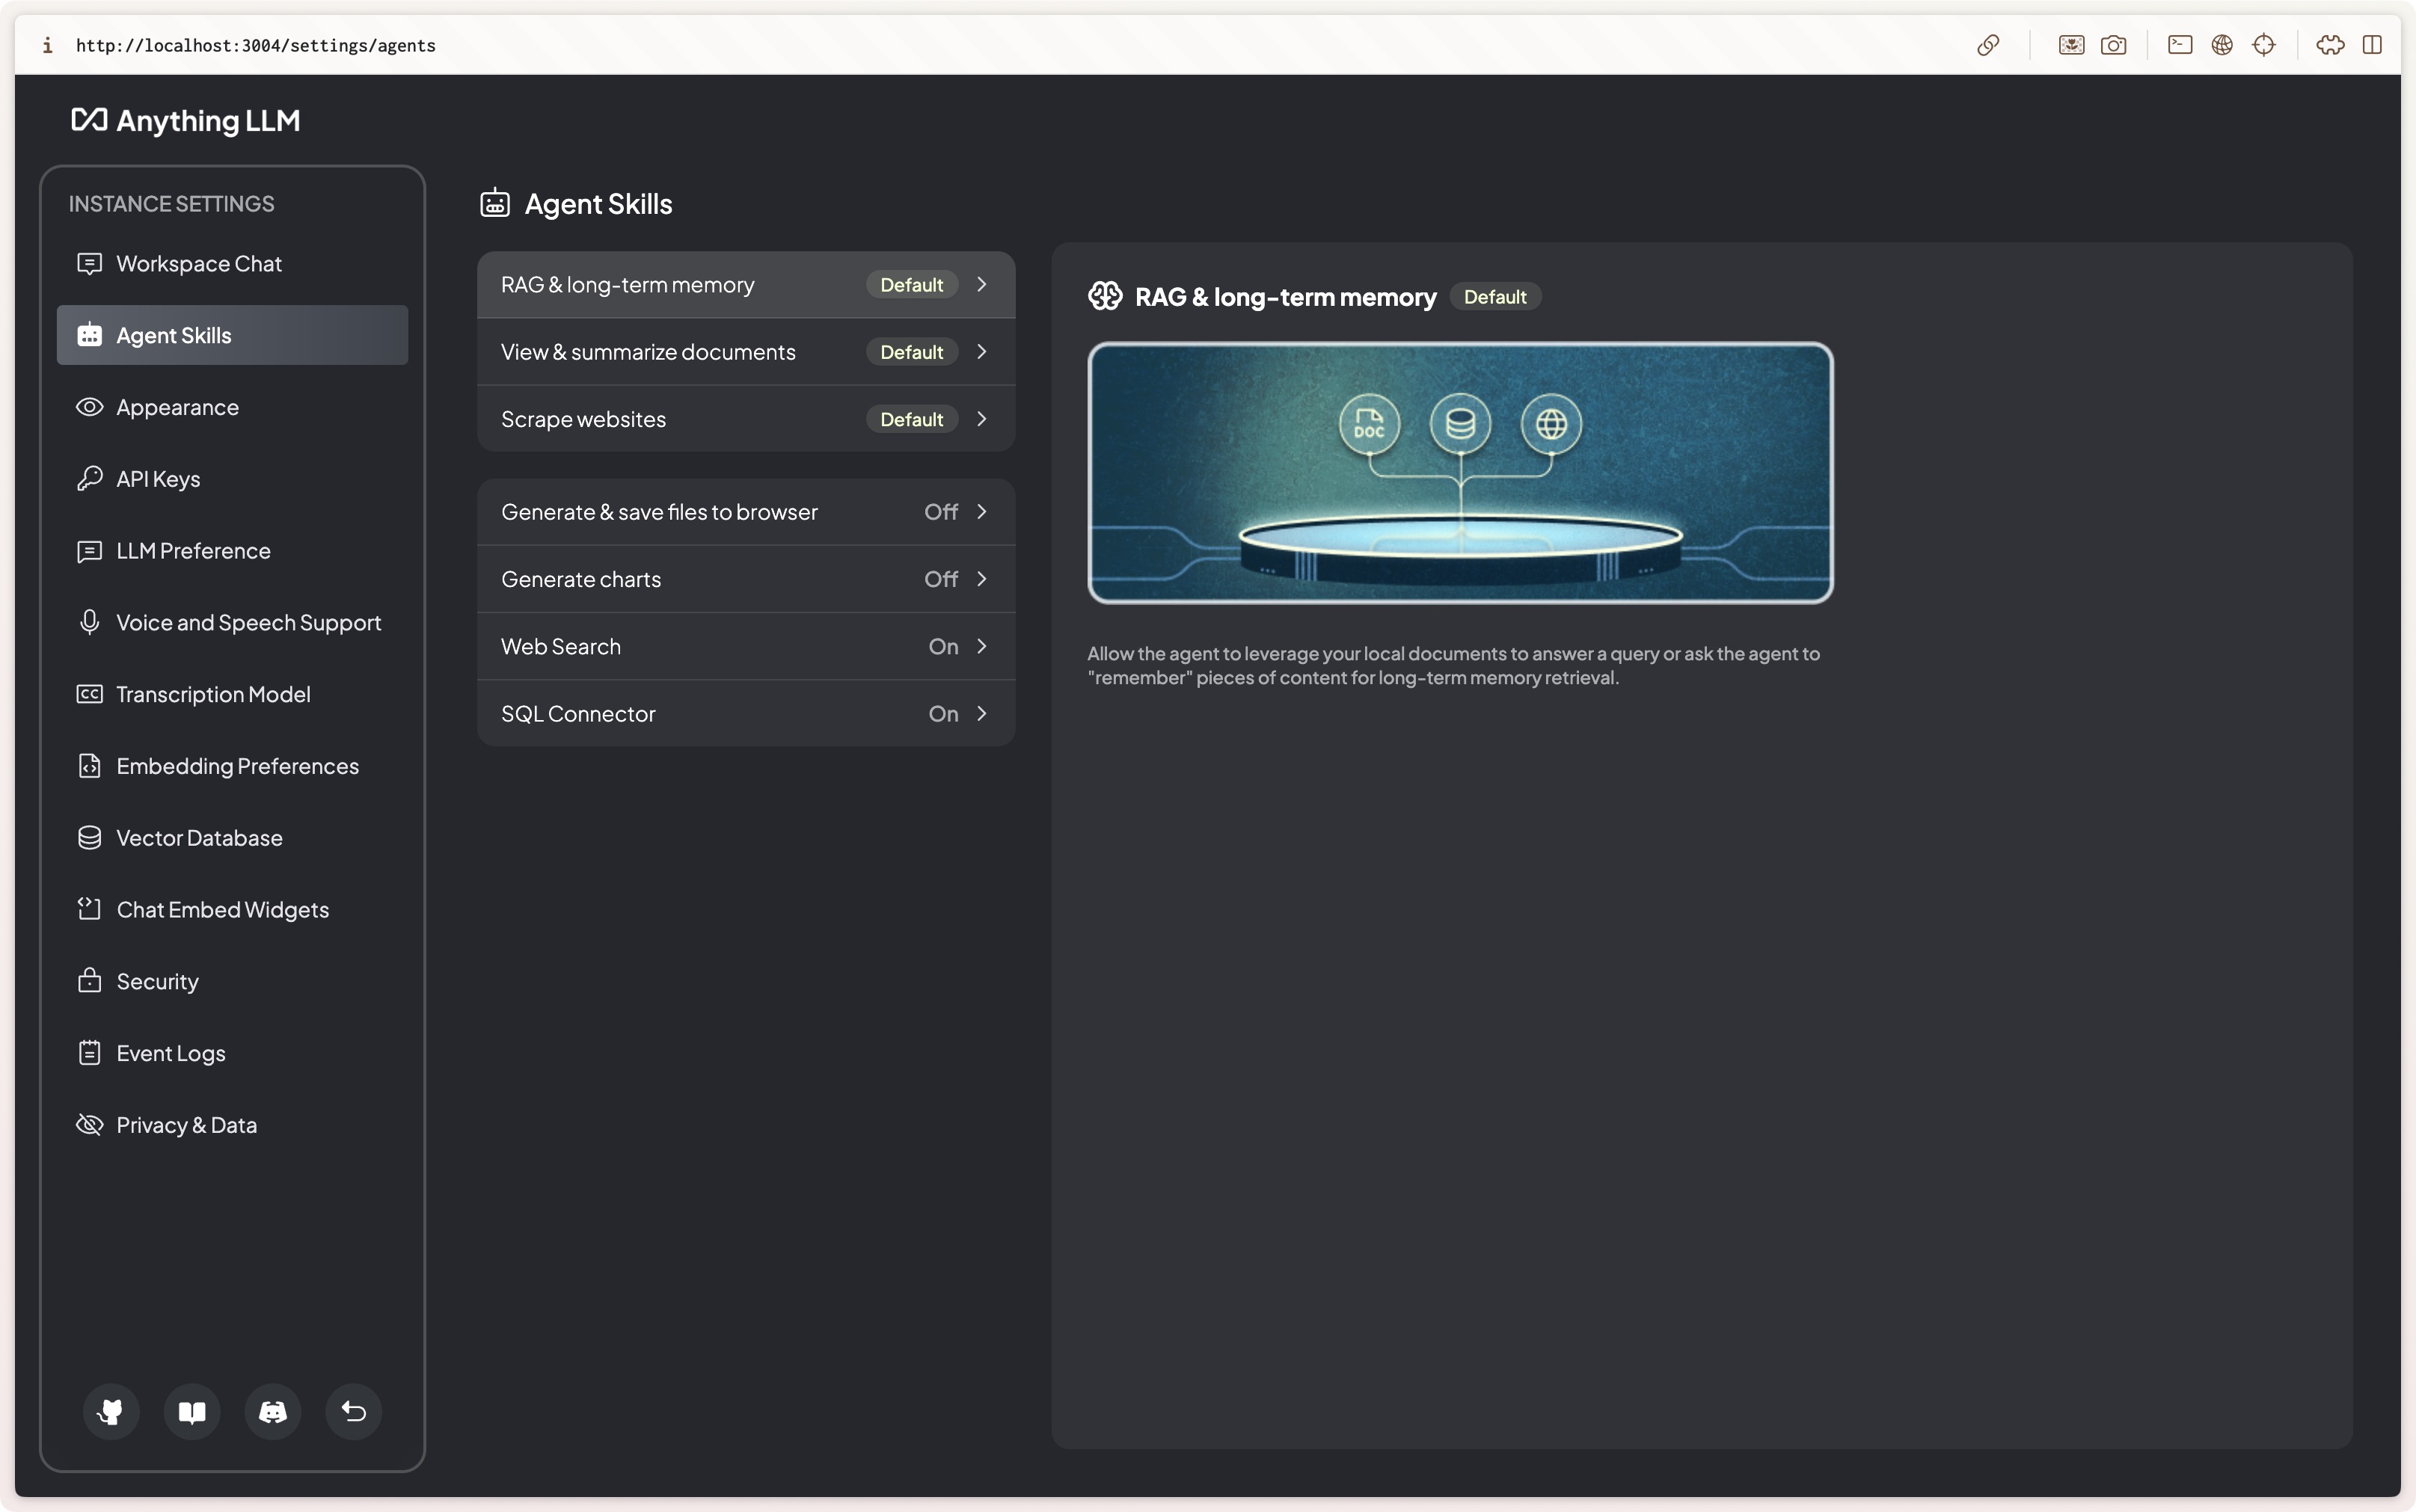 i http://localhost:3004/settings/agents
Anything LLM
INSTANCE SETTINGS
Workspace Chat
Agent Skills
Appearance
API Keys
LLM Preference
Voice and Speech Support
CC Transcription Model
Embedding Preferences
Vector Database
Chat Embed Widgets
Security
Event Logs
Privacy & Data
Agent Skills
RAG & long-term memory Default
View & summarize documents Default
Scrape websites Default
Generate & save files to browser Off
Generate charts Off
Web Search On
SQL Connector On
RAG & long-term memory Default
DOC
Allow the agent to leverage your local documents to answer a query or ask the agent to
"remember" pieces of content for long-term memory retrieval.